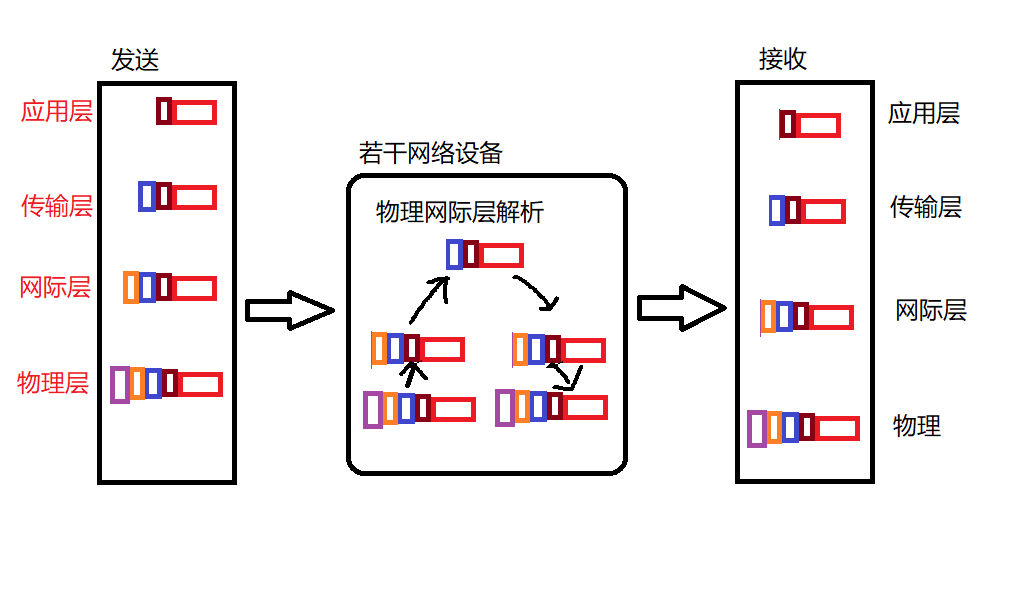 发送
应用层
传输层
网际层
物理层
若干网络设备
物理网际层解析
接收
应用层
传输层
网际层
物理